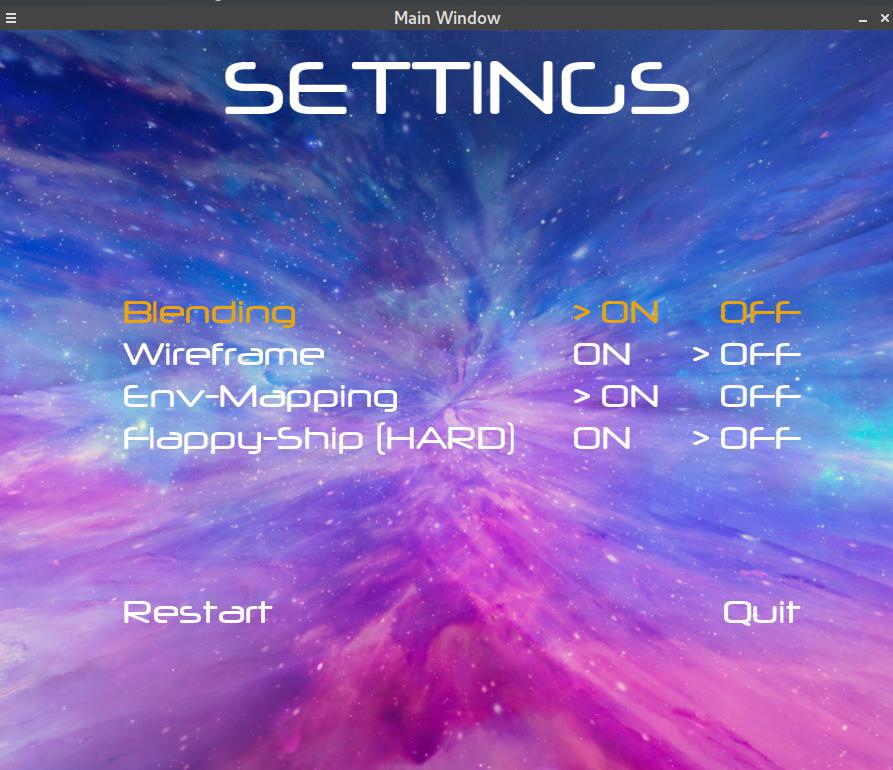 Main Window
SETTINGS
Blending > ON OFF
Wireframe ON > OFF
Env-Mapping > ON OFF
Flappy-Ship (HARD) ON > OFF
Restart Quit